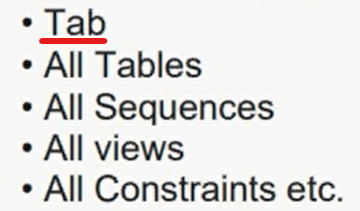 • Tab
• All Tables
• All Sequences
• All views
• All Constraints etc.